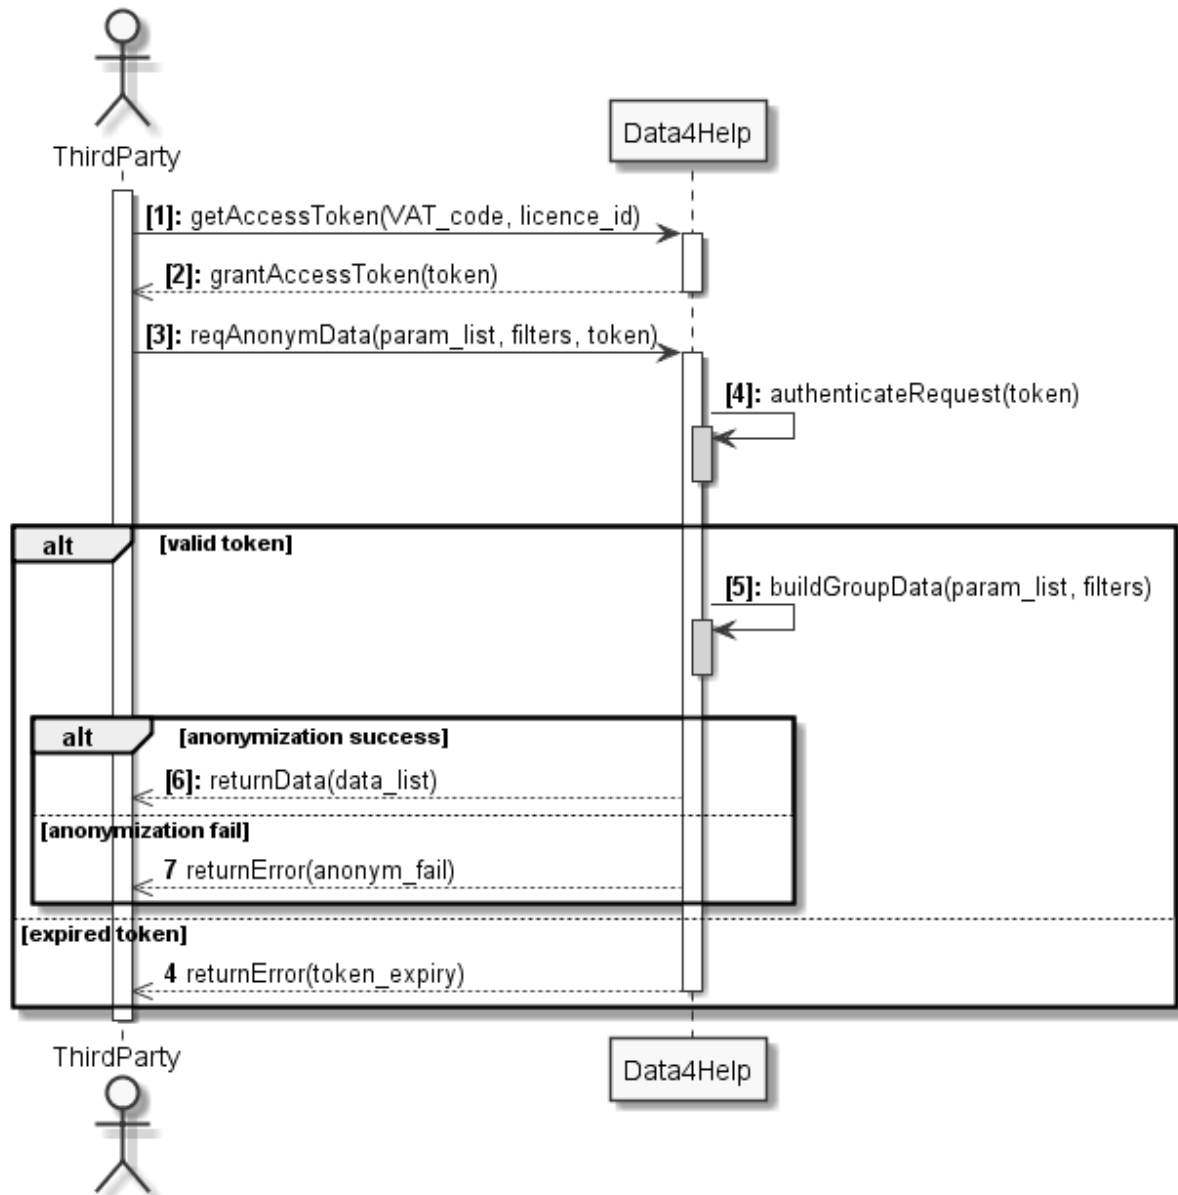 ThirdParty
Data4Help
[1]: getAccessToken(VAT_code, licence_id)
[2]: grantAccessToken(token)
[3]: reqAnonymData(param_list, filters, token)
[4]: authenticateRequest(token)
alt [valid token]
[5]: buildGroupData(param_list, filters)
alt [anonymization success]
[6]: returnData(data_list)
[anonymization fail]
7 returnError(anonym_fail)
[expired token]
4 returnError(token_expiry)
ThirdParty
Data4Help